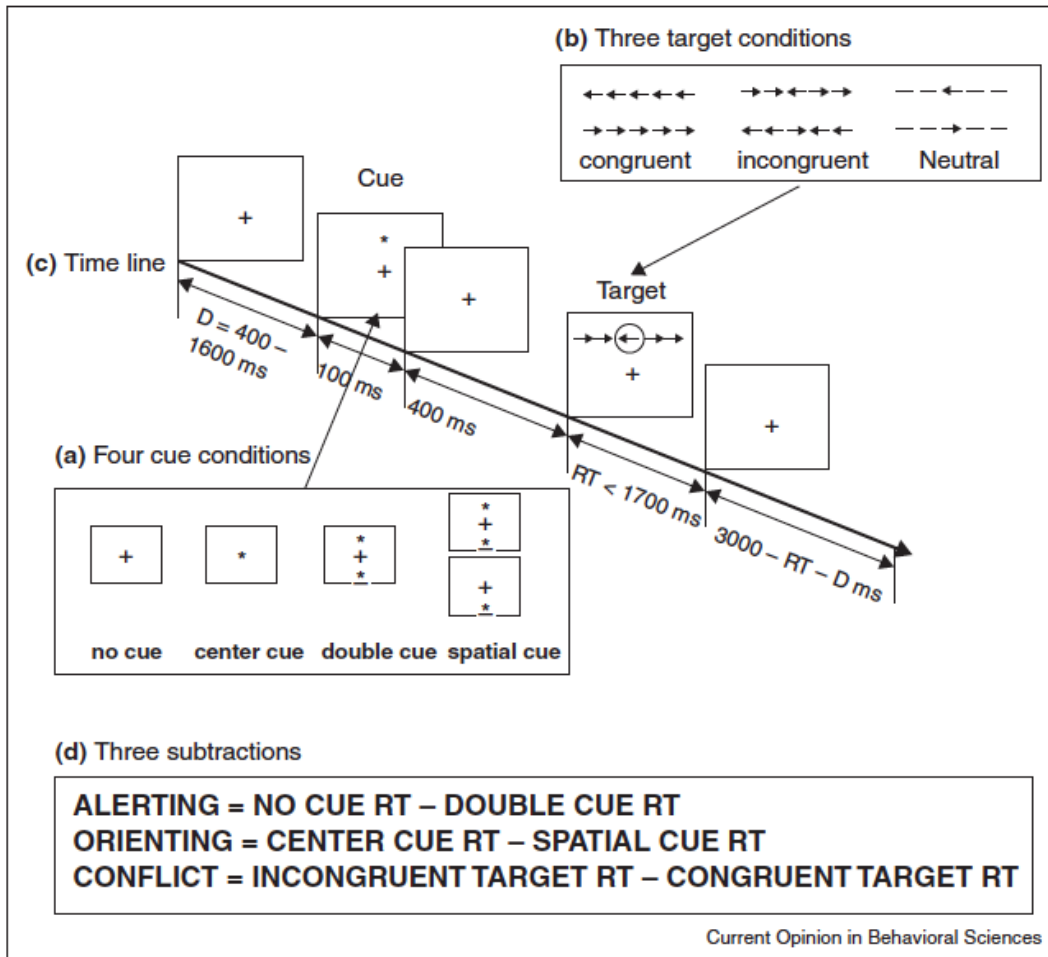 (b) Three target conditions
congruent incongruent Neutral
Cue
+
*
+
+
(c) Time line
Target
+
+
D = 400 –
1600 ms
100 ms
400 ms
RT < 1700 ms
3000 – RT – D ms
(a) Four cue conditions
+ * * + * * + *
+ *
no cue center cue double cue spatial cue
(d) Three subtractions
ALERTING = NO CUE RT – DOUBLE CUE RT
ORIENTING = CENTER CUE RT – SPATIAL CUE RT
CONFLICT = INCONGRUENT TARGET RT – CONGRUENT TARGET RT
Current Opinion in Behavioral Sciences